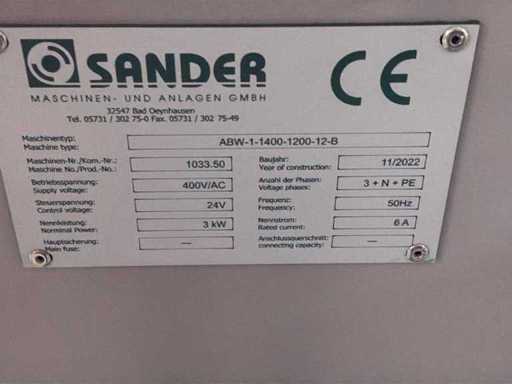 SANDER
CE
MASCHINEN- UND ANLAGEN GMBH
32547 Bad Oeynhausen
Tel. 05731 / 302 75-0 Fax. 05731 / 302 75-49
Maschinentyp:
Machine type:
ABW-1-1400-1200-12-B
Maschinen-Nr./Kom.-Nr.:
Machine No./Prod.-No.:
1033.50
Baujahr:
Year of construction:
11/2022
Betriebsspannung:
Supply voltage:
400V/AC
Anzahl der Phasen:
Voltage phases:
3 + N + PE
Steuerspannung:
Control voltage:
24V
Frequenz:
Frequency:
50Hz
Nennleistung:
Norminal Power:
3 kW
Nennstrom:
Rated current:
6 A
Hauptsicherung:
Main fuse:
—
Anschlussquerschnitt:
connecting capacity:
—